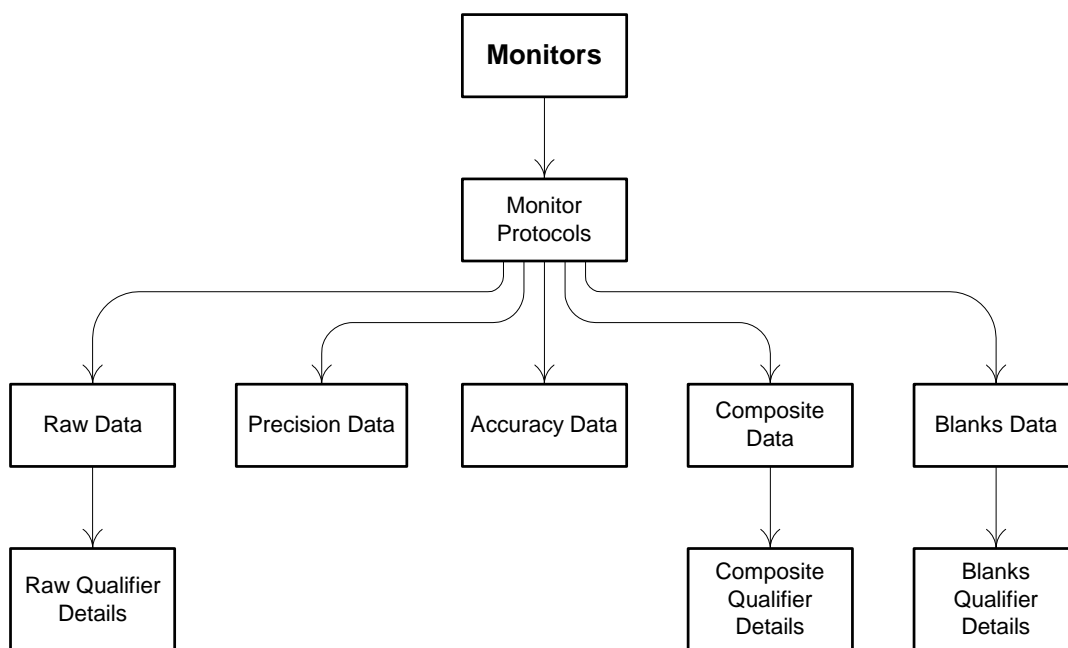 Monitors
Monitor
Protocols
Raw Data
Precision Data
Accuracy Data
Composite
Data
Blanks Data
Raw Qualifier
Details
Composite
Qualifier
Details
Blanks
Qualifier
Details